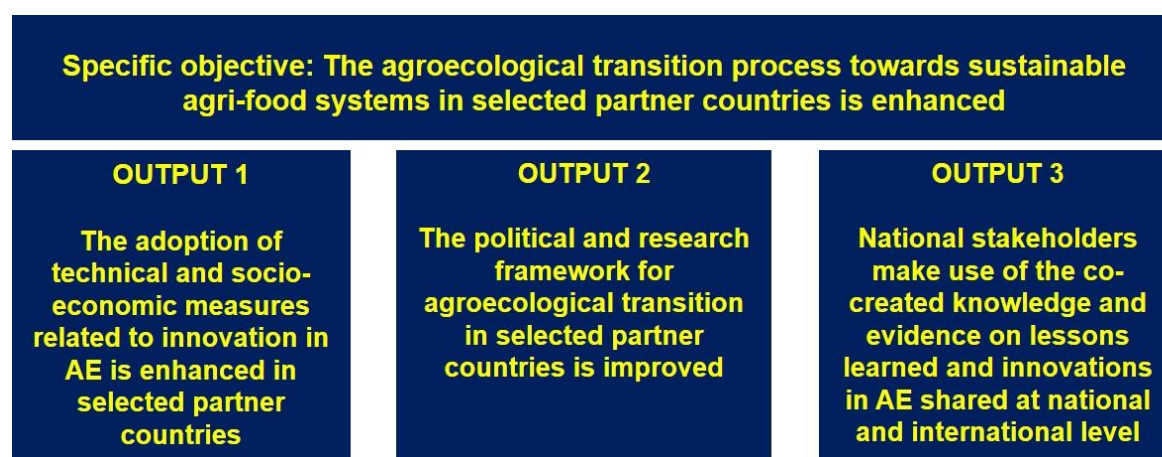 Specific objective: The agroecological transition process towards sustainable
agri-food systems in selected partner countries is enhanced
OUTPUT 1
The adoption of
technical and socio-
economic measures
related to innovation in
AE is enhanced in
selected partner
countries
OUTPUT 2
The political and research
framework for
agroecological transition
in selected partner
countries is improved
OUTPUT 3
National stakeholders
make use of the co-
created knowledge and
evidence on lessons
learned and innovations
in AE shared at national
and international level